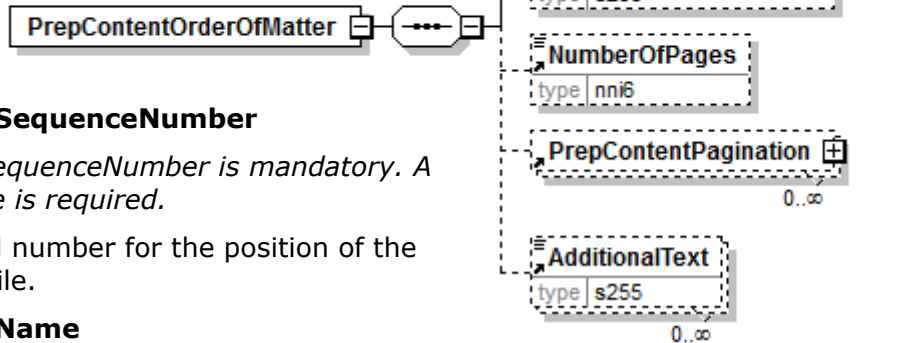 PrepContentOrderOfMatter
NumberOfPages
type nni6
SequenceNumber
equenceNumber is mandatory. A
PrepContentPagination
e is required.
0..∞
l number for the position of the
ile.
AdditionalText
type s255
Name
0..∞